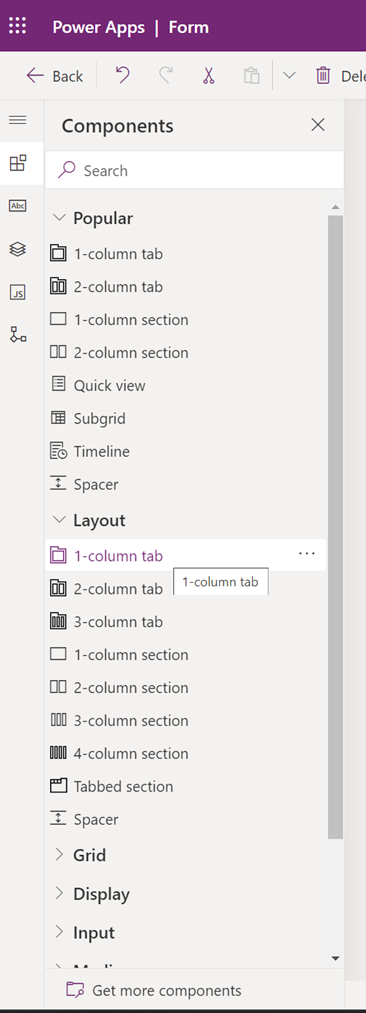 Power Apps | Form
Back
Components
Search
Abc
JS
Popular
1-column tab
2-column tab
1-column section
2-column section
Quick view
Subgrid
Timeline
Spacer
Layout
1-column tab
1-column tab
2-column tab
3-column tab
1-column section
2-column section
3-column section
4-column section
Tabbed section
Spacer
Grid
Display
Input
Get more components